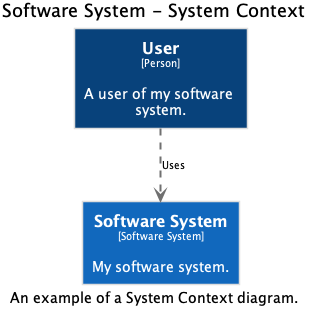 Software System – System Context
User
[Person]
A user of my software
system.
Uses
Software System
[Software System]
My software system.
An example of a System Context diagram.